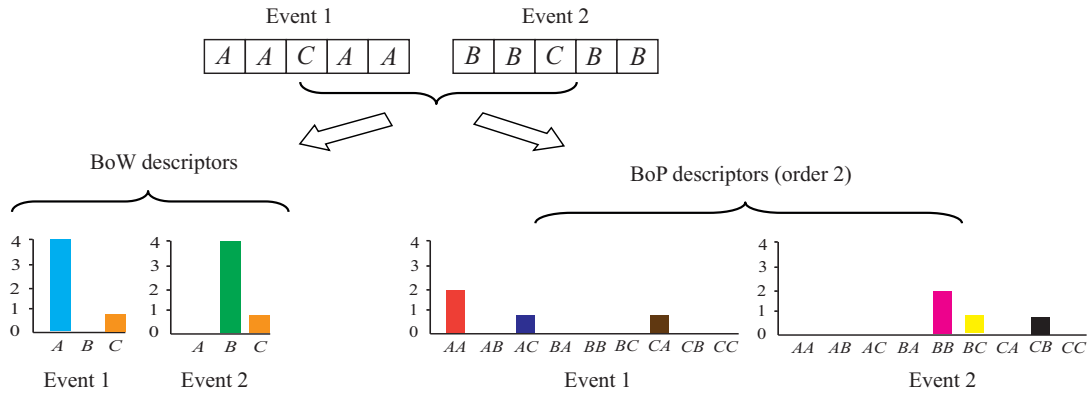 Event 1 Event 2
A A C A A B B C B B
BoW descriptors
BoP descriptors (order 2)
4 3 2 1 0
A B C
Event 1
4 3 2 1 0
A B C
Event 2
4 3 2 1 0
AA AB AC BA BB BC CA CB CC
Event 1
4 3 2 1 0
AA AB AC BA BB BC CA CB CC
Event 2